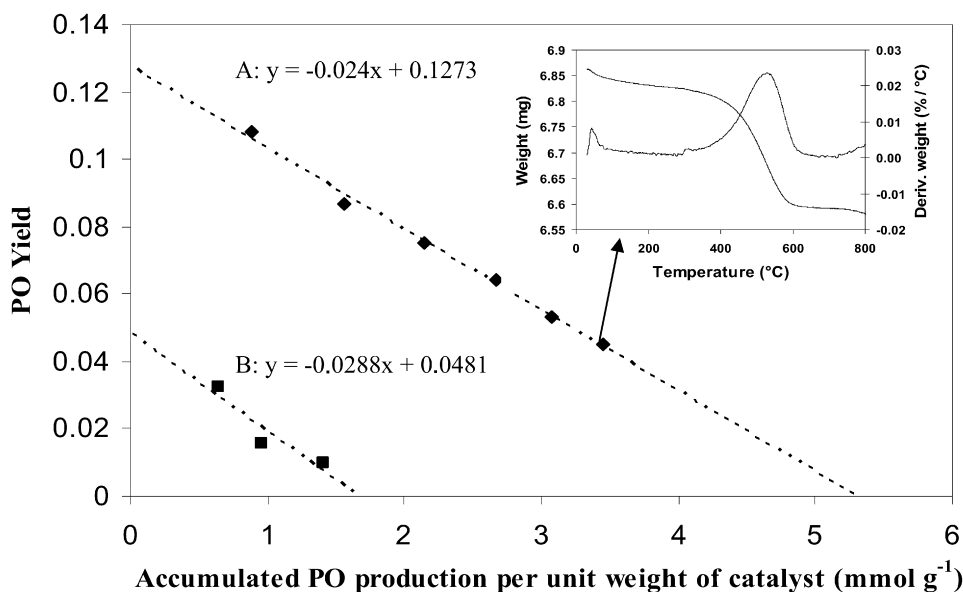 0.14
0.12
0.1
0.08
0.06
0.04
0.02
0
PO Yield
A: y = -0.024x + 0.1273
B: y = -0.0288x + 0.0481
6.9
6.85
6.8
6.75
6.7
6.65
6.6
6.55
Weight (mg)
0.03
0.02
0.01
0.00
-0.01
-0.02
Deriv. weight (% / °C)
0 200 400 600 800
Temperature (°C)
0 1 2 3 4 5 6
Accumulated PO production per unit weight of catalyst (mmol g⁻¹)